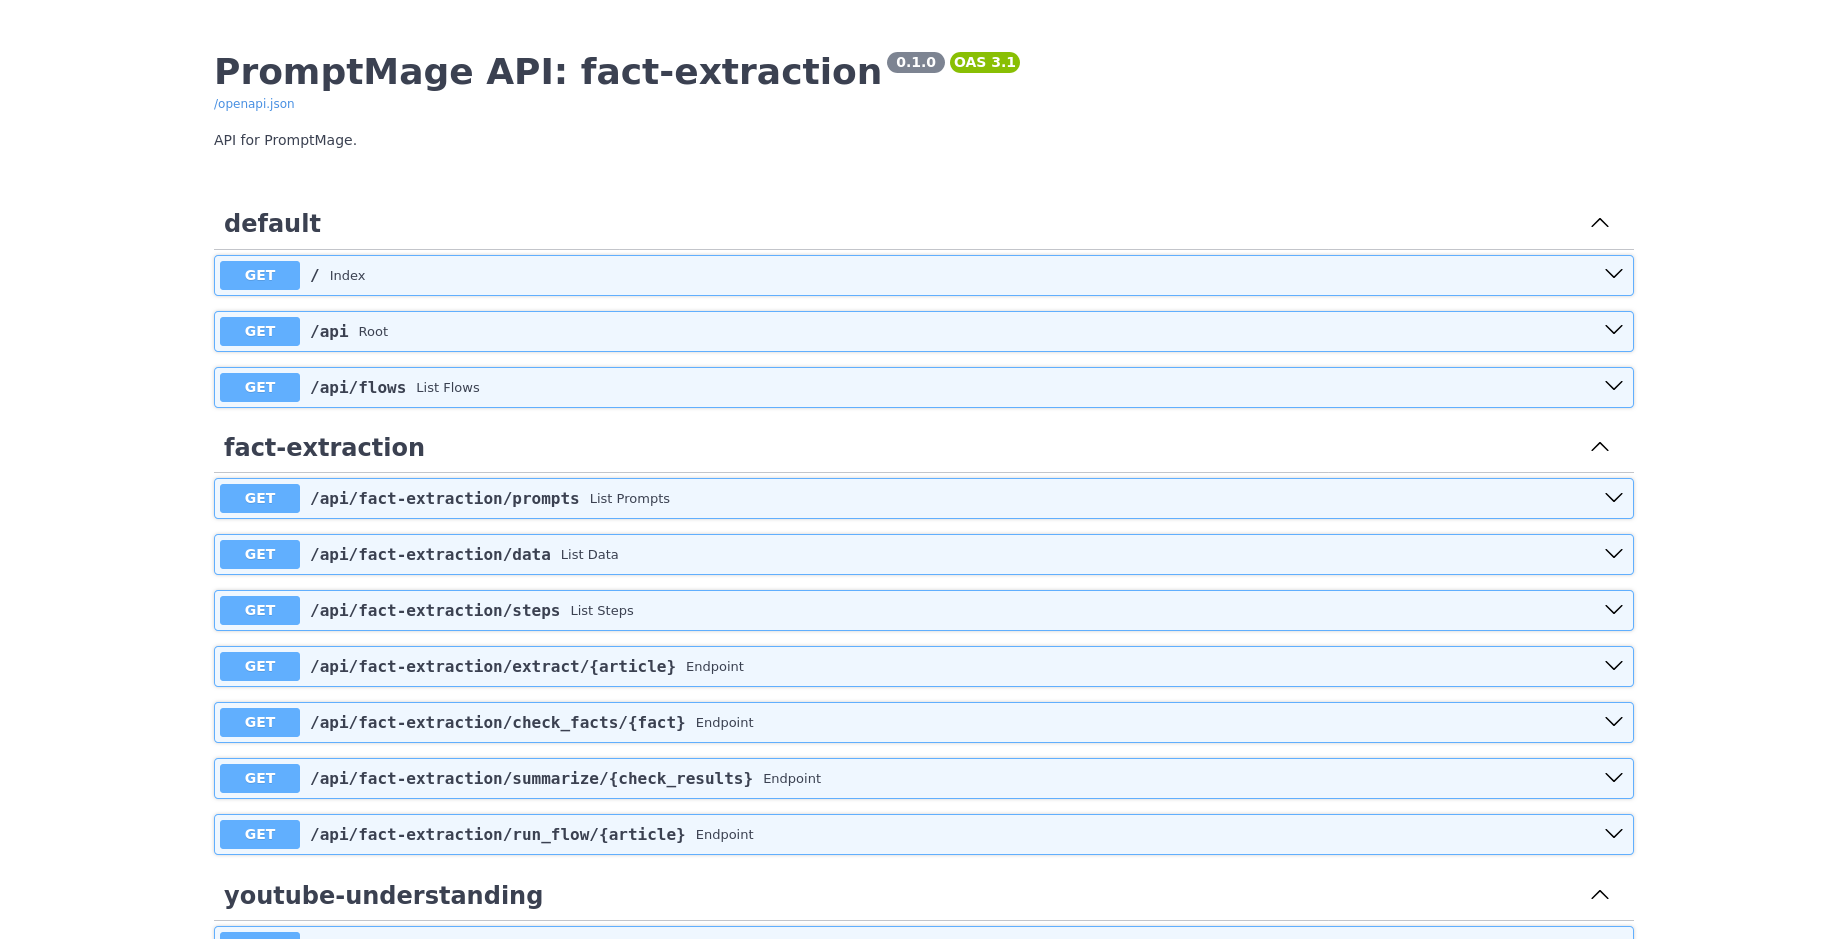 PromptMage API: fact-extraction 0.1.0 OAS 3.1
/openapi.json
API for PromptMage.
default
GET / Index
GET /api Root
GET /api/flows List Flows
fact-extraction
GET /api/fact-extraction/prompts List Prompts
GET /api/fact-extraction/data List Data
GET /api/fact-extraction/steps List Steps
GET /api/fact-extraction/extract/{article} Endpoint
GET /api/fact-extraction/check_facts/{fact} Endpoint
GET /api/fact-extraction/summarize/{check_results} Endpoint
GET /api/fact-extraction/run_flow/{article} Endpoint
youtube-understanding